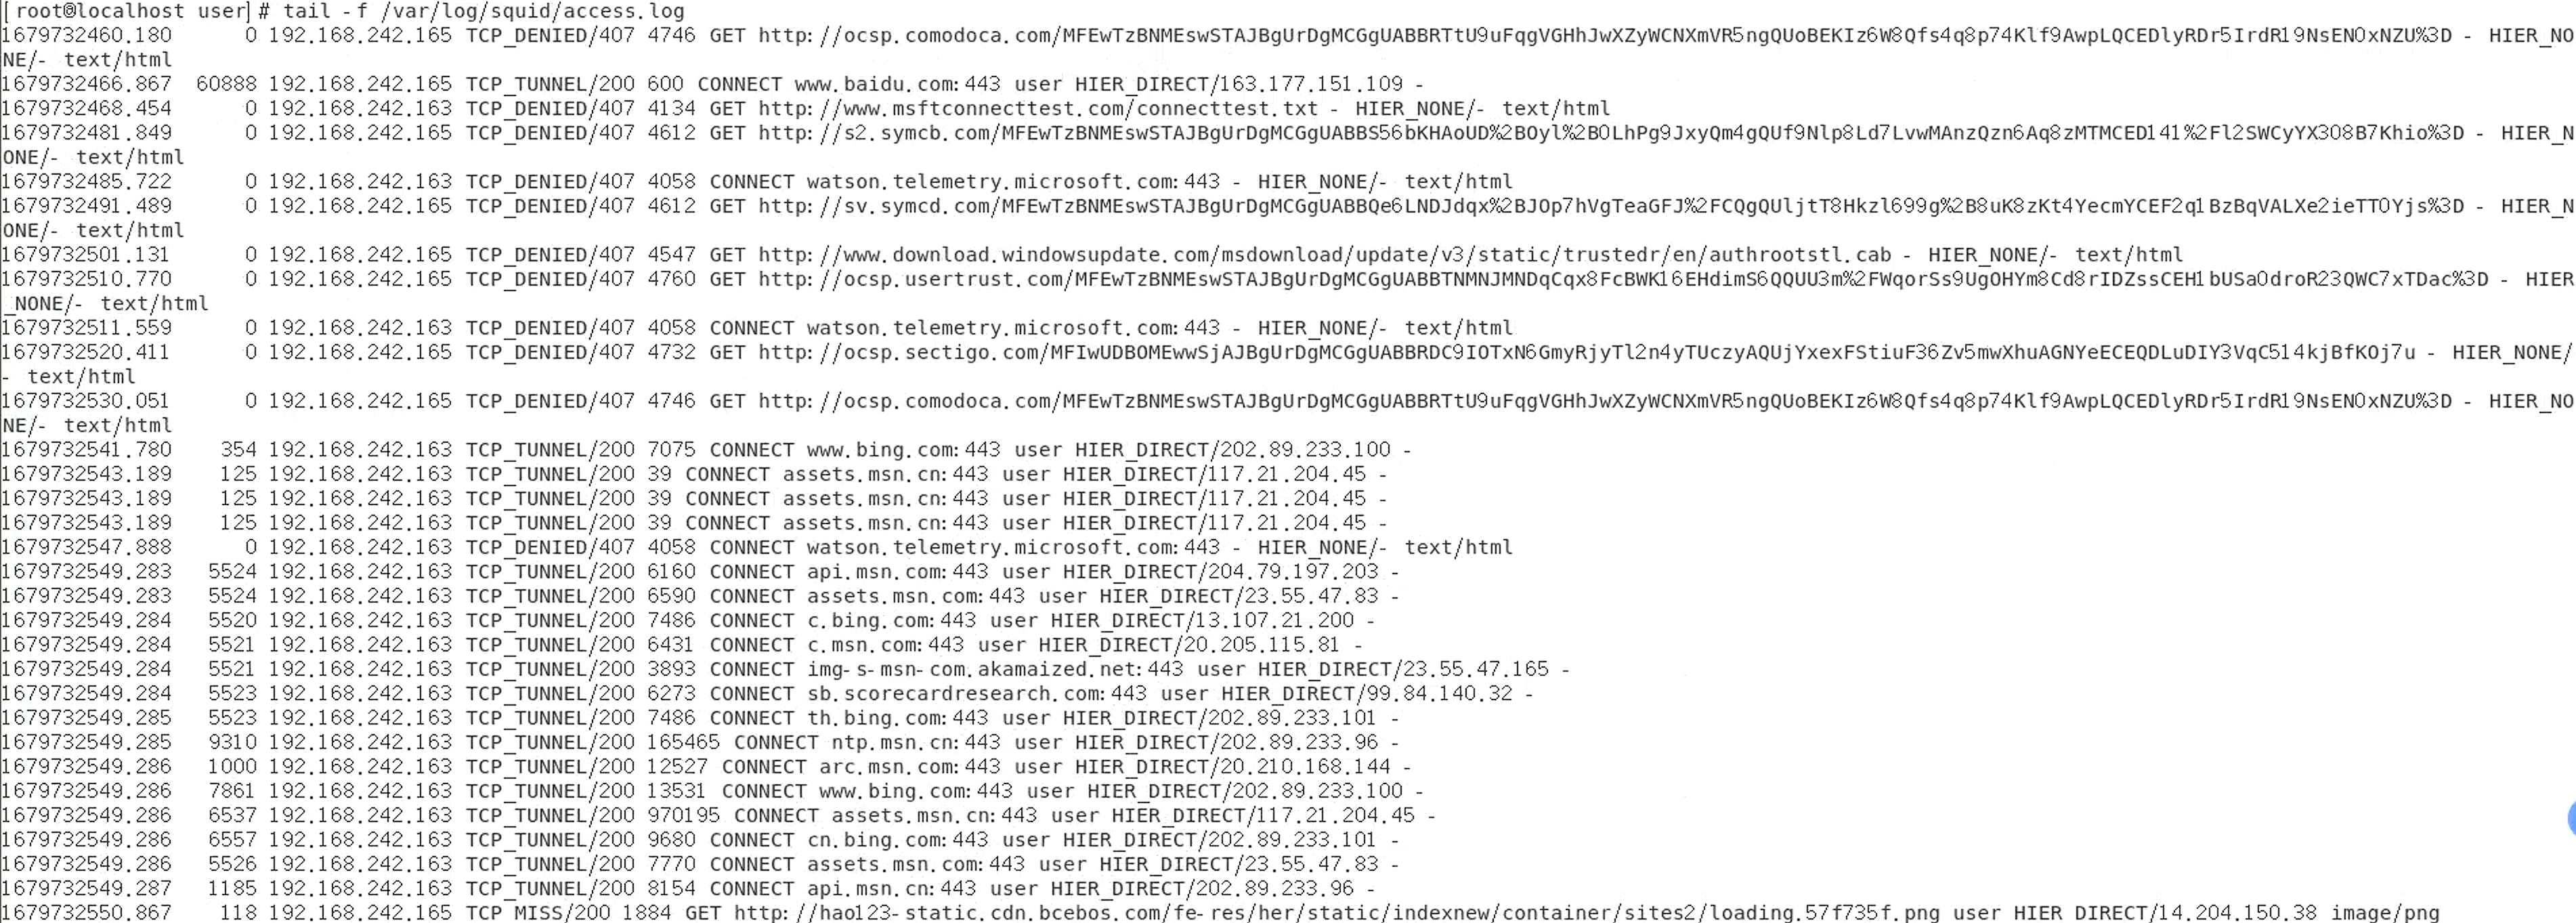 [root@localhost user]# tail -f /var/log/squid/access.log
1679732460.180      0 192.168.242.165 TCP_DENIED/407 4746 GET http://ocsp.comodoca.com/MFEwTzBNMEswSTAJBgUrDgMCGgUABBRTtU9uFqgVGHhJwXZyWCNXmVR5ngQUoBEKIz6W8Qfs4q8p74Klf9AwpLQCEDlyRDr5IrdR19NsEN0xNZU%3D - HIER_NO
NE/- text/html
1679732466.867  60888 192.168.242.165 TCP_TUNNEL/200 600 CONNECT www.baidu.com:443 user HIER_DIRECT/163.177.151.109 -
1679732468.454      0 192.168.242.163 TCP_DENIED/407 4134 GET http://www.msftconnecttest.com/connecttest.txt - HIER_NONE/- text/html
1679732481.849      0 192.168.242.165 TCP_DENIED/407 4612 GET http://s2.symcb.com/MFEwTzBNMEswSTAJBgUrDgMCGgUABBS56bKHAoUD%2BOyl%2B0LhPg9JxyQm4gQUf9Nlp8Ld7LvwMAnzQzn6Aq8zMTMCED141%2Fl2SWCyYX308B7Khio%3D - HIER_N
ONE/- text/html
1679732485.722      0 192.168.242.163 TCP_DENIED/407 4058 CONNECT watson.telemetry.microsoft.com:443 - HIER_NONE/- text/html
1679732491.489      0 192.168.242.165 TCP_DENIED/407 4612 GET http://sv.symcd.com/MFEwTzBNMEswSTAJBgUrDgMCGgUABBQe6LNDJdqx%2BJOp7hVgTeaGFJ%2FCQgQUljtT8Hkzl699g%2B8uK8zKt4YecmYCEF2q1BzBqVALXe2ieTT0Yjs%3D - HIER_N
ONE/- text/html
1679732501.131      0 192.168.242.165 TCP_DENIED/407 4547 GET http://www.download.windowsupdate.com/msdownload/update/v3/static/trustedr/en/authrootstl.cab - HIER_NONE/- text/html
1679732510.770      0 192.168.242.165 TCP_DENIED/407 4760 GET http://ocsp.usertrust.com/MFEwTzBNMEswSTAJBgUrDgMCGgUABBTNMNJMNDqCqx8FcBWK16EHdimS6QQUU3m%2FWqorSs9UgOHYm8Cd8rIDZssCEH1bUSa0droR23QWC7xTDac%3D - HIER
_NONE/- text/html
1679732511.559      0 192.168.242.163 TCP_DENIED/407 4058 CONNECT watson.telemetry.microsoft.com:443 - HIER_NONE/- text/html
1679732520.411      0 192.168.242.165 TCP_DENIED/407 4732 GET http://ocsp.sectigo.com/MFIwUDBOMEwwSjAJBgUrDgMCGgUABBRDC9IOTxN6GmyRjyTl2n4yTUczyAQUjYxexFStiuF36Zv5mwXhuAGNYeECEQDLuDIY3VqC514kjBfKOj7u - HIER_NONE/
- text/html
1679732530.051      0 192.168.242.165 TCP_DENIED/407 4746 GET http://ocsp.comodoca.com/MFEwTzBNMEswSTAJBgUrDgMCGgUABBRTtU9uFqgVGHhJwXZyWCNXmVR5ngQUoBEKIz6W8Qfs4q8p74Klf9AwpLQCEDlyRDr5IrdR19NsEN0xNZU%3D - HIER_NO
NE/- text/html
1679732541.780    354 192.168.242.163 TCP_TUNNEL/200 7075 CONNECT www.bing.com:443 user HIER_DIRECT/202.89.233.100 -
1679732543.189    125 192.168.242.163 TCP_TUNNEL/200 39 CONNECT assets.msn.cn:443 user HIER_DIRECT/117.21.204.45 -
1679732543.189    125 192.168.242.163 TCP_TUNNEL/200 39 CONNECT assets.msn.cn:443 user HIER_DIRECT/117.21.204.45 -
1679732543.189    125 192.168.242.163 TCP_TUNNEL/200 39 CONNECT assets.msn.cn:443 user HIER_DIRECT/117.21.204.45 -
1679732547.888      0 192.168.242.163 TCP_DENIED/407 4058 CONNECT watson.telemetry.microsoft.com:443 - HIER_NONE/- text/html
1679732549.283   5524 192.168.242.163 TCP_TUNNEL/200 6160 CONNECT api.msn.com:443 user HIER_DIRECT/204.79.197.203 -
1679732549.283   5524 192.168.242.163 TCP_TUNNEL/200 6590 CONNECT assets.msn.com:443 user HIER_DIRECT/23.55.47.83 -
1679732549.284   5520 192.168.242.163 TCP_TUNNEL/200 7486 CONNECT c.bing.com:443 user HIER_DIRECT/13.107.21.200 -
1679732549.284   5521 192.168.242.163 TCP_TUNNEL/200 6431 CONNECT c.msn.com:443 user HIER_DIRECT/20.205.115.81 -
1679732549.284   5521 192.168.242.163 TCP_TUNNEL/200 3893 CONNECT img-s-msn-com.akamaized.net:443 user HIER_DIRECT/23.55.47.165 -
1679732549.284   5523 192.168.242.163 TCP_TUNNEL/200 6273 CONNECT sb.scorecardresearch.com:443 user HIER_DIRECT/99.84.140.32 -
1679732549.285   5523 192.168.242.163 TCP_TUNNEL/200 7486 CONNECT th.bing.com:443 user HIER_DIRECT/202.89.233.101 -
1679732549.285   9310 192.168.242.163 TCP_TUNNEL/200 165465 CONNECT ntp.msn.cn:443 user HIER_DIRECT/202.89.233.96 -
1679732549.286   1000 192.168.242.163 TCP_TUNNEL/200 12527 CONNECT arc.msn.com:443 user HIER_DIRECT/20.210.168.144 -
1679732549.286   7861 192.168.242.163 TCP_TUNNEL/200 13531 CONNECT www.bing.com:443 user HIER_DIRECT/202.89.233.100 -
1679732549.286   6537 192.168.242.163 TCP_TUNNEL/200 970195 CONNECT assets.msn.cn:443 user HIER_DIRECT/117.21.204.45 -
1679732549.286   6557 192.168.242.163 TCP_TUNNEL/200 9680 CONNECT cn.bing.com:443 user HIER_DIRECT/202.89.233.101 -
1679732549.286   5526 192.168.242.163 TCP_TUNNEL/200 7770 CONNECT assets.msn.com:443 user HIER_DIRECT/23.55.47.83 -
1679732549.287   1185 192.168.242.163 TCP_TUNNEL/200 8154 CONNECT api.msn.cn:443 user HIER_DIRECT/202.89.233.96 -
1679732550.867    118 192.168.242.165 TCP_MISS/200 1884 GET http://hao123-static.cdn.bcebos.com/fe-res/her/static/indexnew/container/sites2/loading.57f735f.png user HIER_DIRECT/14.204.150.38 image/png